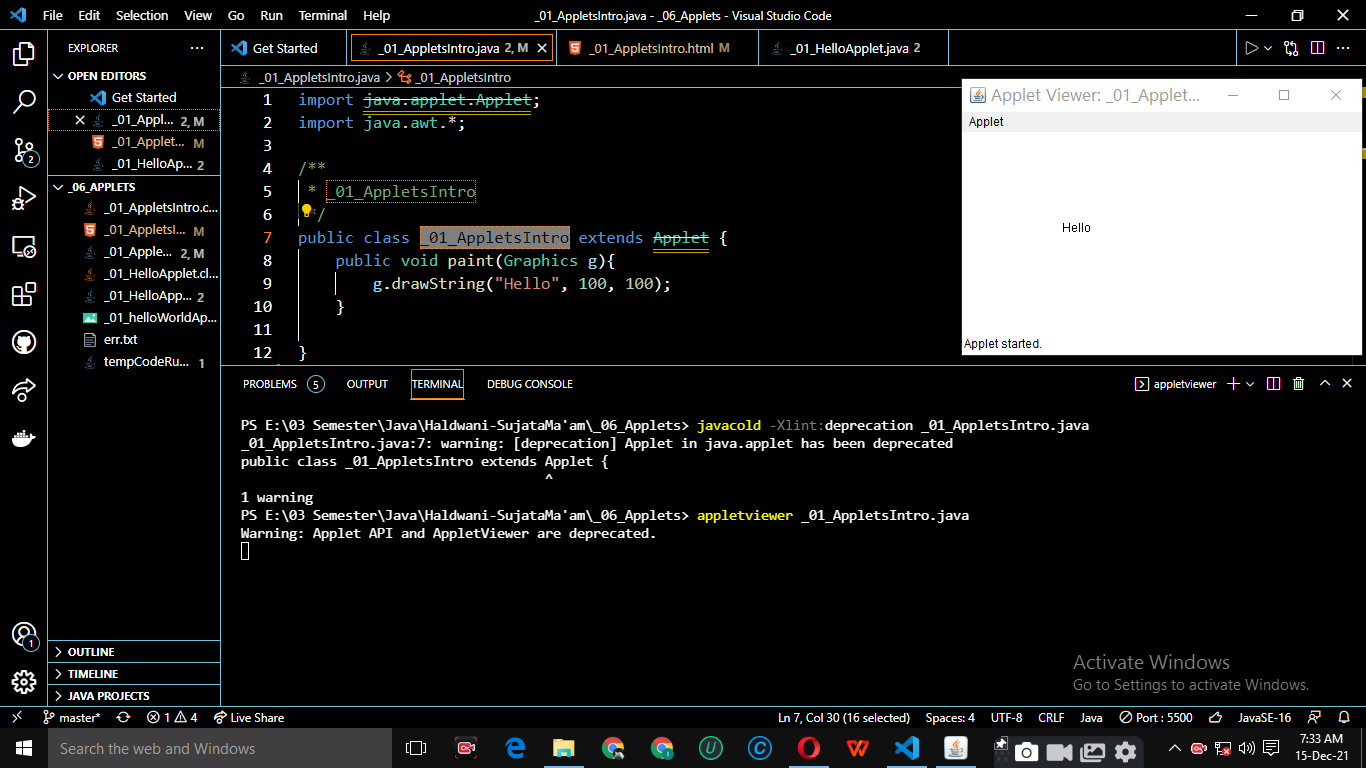 File Edit Selection View Go Run Terminal Help
_01_AppletsIntro.java - _06_Applets - Visual Studio Code
EXPLORER
OPEN EDITORS
Get Started
_01_Appl... 2, M
_01_Applet... M
_01_HelloAp... 2
_06_APPLETS
_01_AppletsIntro.c...
_01_AppletsI... M
_01_Apple... 2, M
_01_HelloApplet.cl...
_01_HelloApp... 2
_01_helloWorldAp...
err.txt
tempCodeRu... 1
OUTLINE
TIMELINE
JAVA PROJECTS
Get Started
_01_AppletsIntro.java 2, M
_01_AppletsIntro.html M
_01_HelloApplet.java 2
_01_AppletsIntro.java > _01_AppletsIntro
1 import java.applet.Applet;
2 import java.awt.*;
3
4 /**
5 * _01_AppletsIntro
6 */
7 public class _01_AppletsIntro extends Applet {
8 public void paint(Graphics g){
9 g.drawString("Hello", 100, 100);
10 }
11
12 }
Applet Viewer: _01_Applet...
Applet
Hello
Applet started.
PROBLEMS 5 OUTPUT TERMINAL DEBUG CONSOLE
appletviewer
PS E:\03 Semester\Java\Haldwani-SujataMa'am\_06_Applets> javacold -Xlint:deprecation _01_AppletsIntro.java
_01_AppletsIntro.java:7: warning: [deprecation] Applet in java.applet has been deprecated
public class _01_AppletsIntro extends Applet {
^
1 warning
PS E:\03 Semester\Java\Haldwani-SujataMa'am\_06_Applets> appletviewer _01_AppletsIntro.java
Warning: Applet API and AppletViewer are deprecated.
2
1
Activate Windows
Go to Settings to activate Windows.
master* 1 4 Live Share
Ln 7, Col 30 (16 selected) Spaces: 4 UTF-8 CRLF Java Port : 5500 JavaSE-16
Search the web and Windows
7:33 AM
15-Dec-21